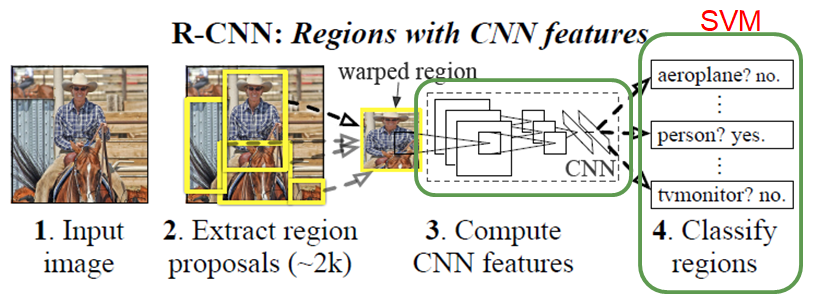 SVM
R-CNN: Regions with CNN features
warped region
aeroplane? no.
person? yes.
CNN
tvmonitor? no.
1. Input
image
2. Extract region
proposals (~2k)
3. Compute
CNN features
4. Classify
regions